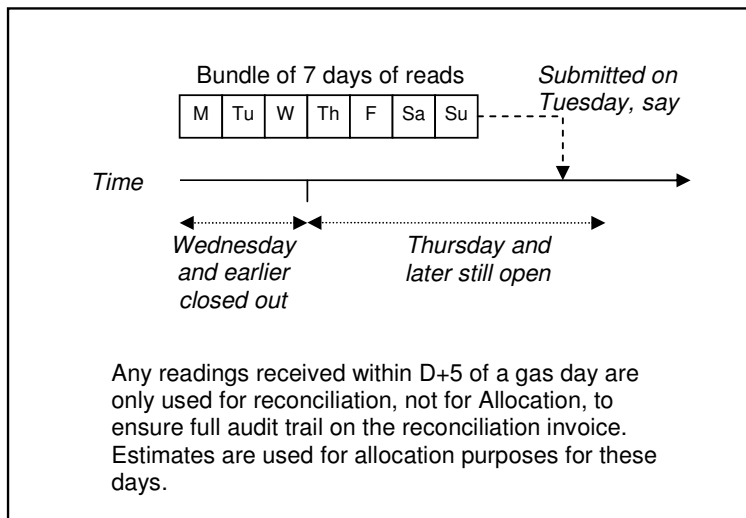 Bundle of 7 days of reads
Submitted on
Tuesday, say
M Tu W Th F Sa Su
Time
Wednesday
and earlier
closed out
Thursday and
later still open
Any readings received within D+5 of a gas day are
only used for reconciliation, not for Allocation, to
ensure full audit trail on the reconciliation invoice.
Estimates are used for allocation purposes for these
days.